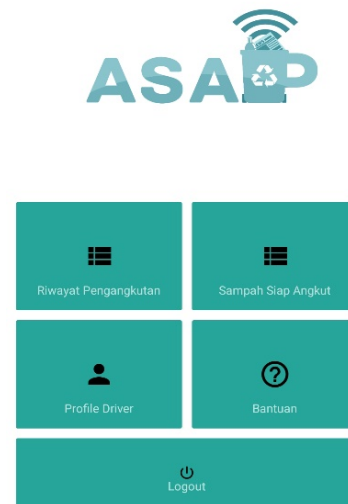 ASAP
Riwayat Pengangkutan
Sampah Siap Angkut
Profile Driver
Bantuan
Logout